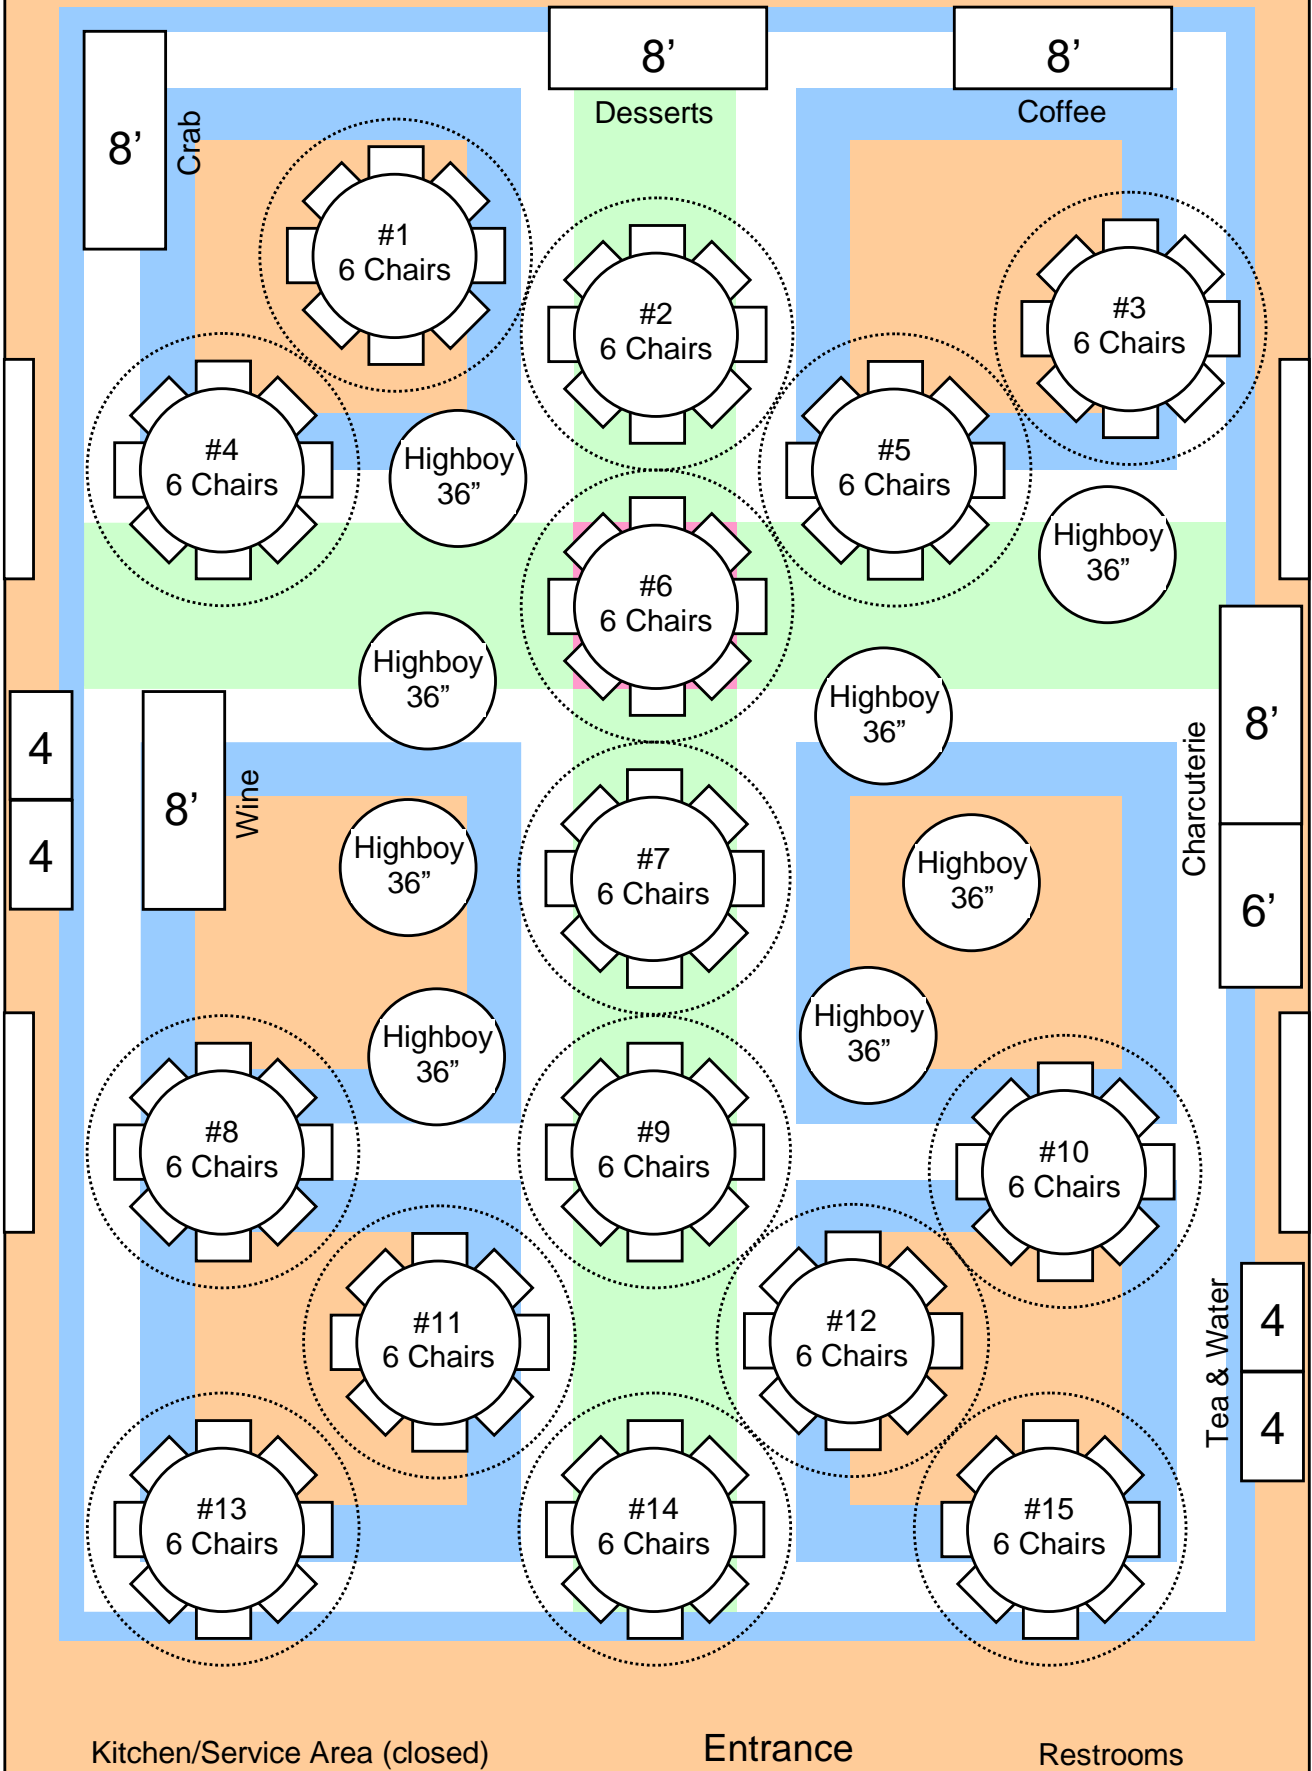 8’
8’
Desserts
Coffee
8’
Crab
#1
6 Chairs
#2
6 Chairs
#3
6 Chairs
#4
6 Chairs
Highboy
36”
#5
6 Chairs
Highboy
36”
#6
6 Chairs
Highboy
36”
Highboy
36”
8’
Charcuterie
6’
4
4
8’
Wine
Highboy
36”
#7
6 Chairs
Highboy
36”
Highboy
36”
Highboy
36”
#8
6 Chairs
#9
6 Chairs
#10
6 Chairs
#11
6 Chairs
#12
6 Chairs
Tea & Water
4
4
#13
6 Chairs
#14
6 Chairs
#15
6 Chairs
Kitchen/Service Area (closed)
Entrance
Restrooms